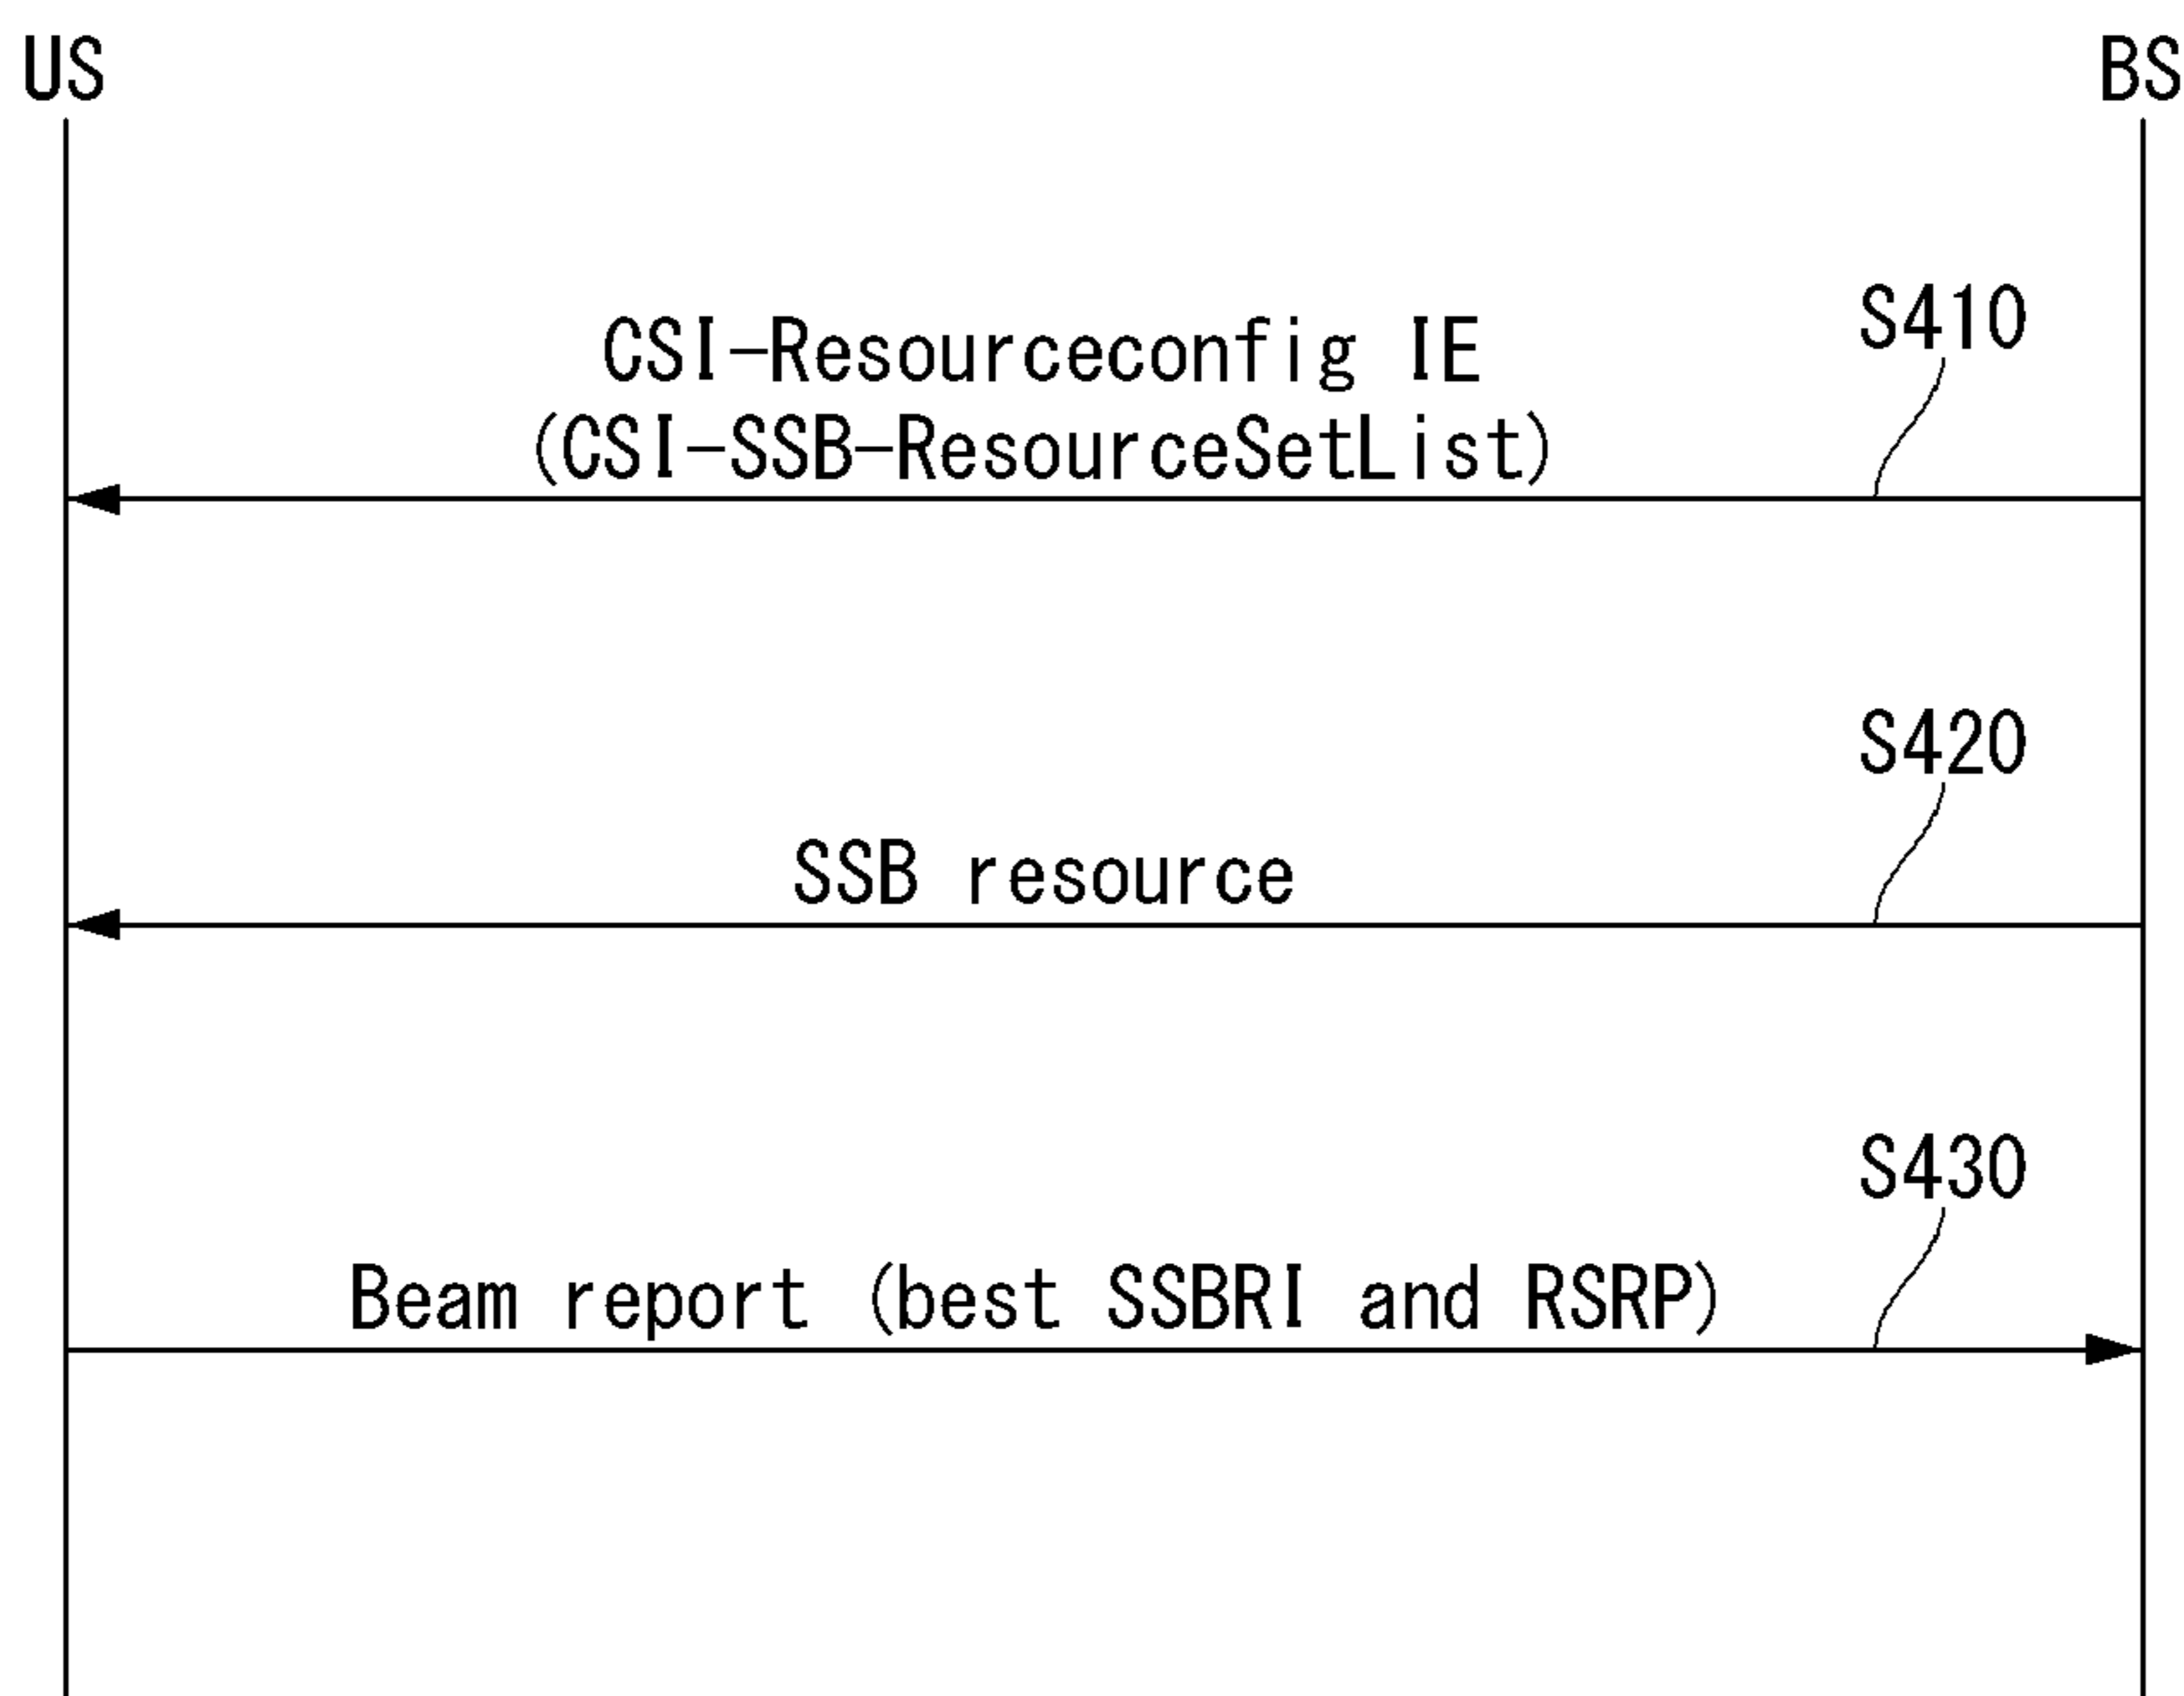 US
BS
S410
CSI-Resourceconfig IE
(CSI-SSB-ResourceSetList)
S420
SSB resource
S430
Beam report (best SSBRI and RSRP)